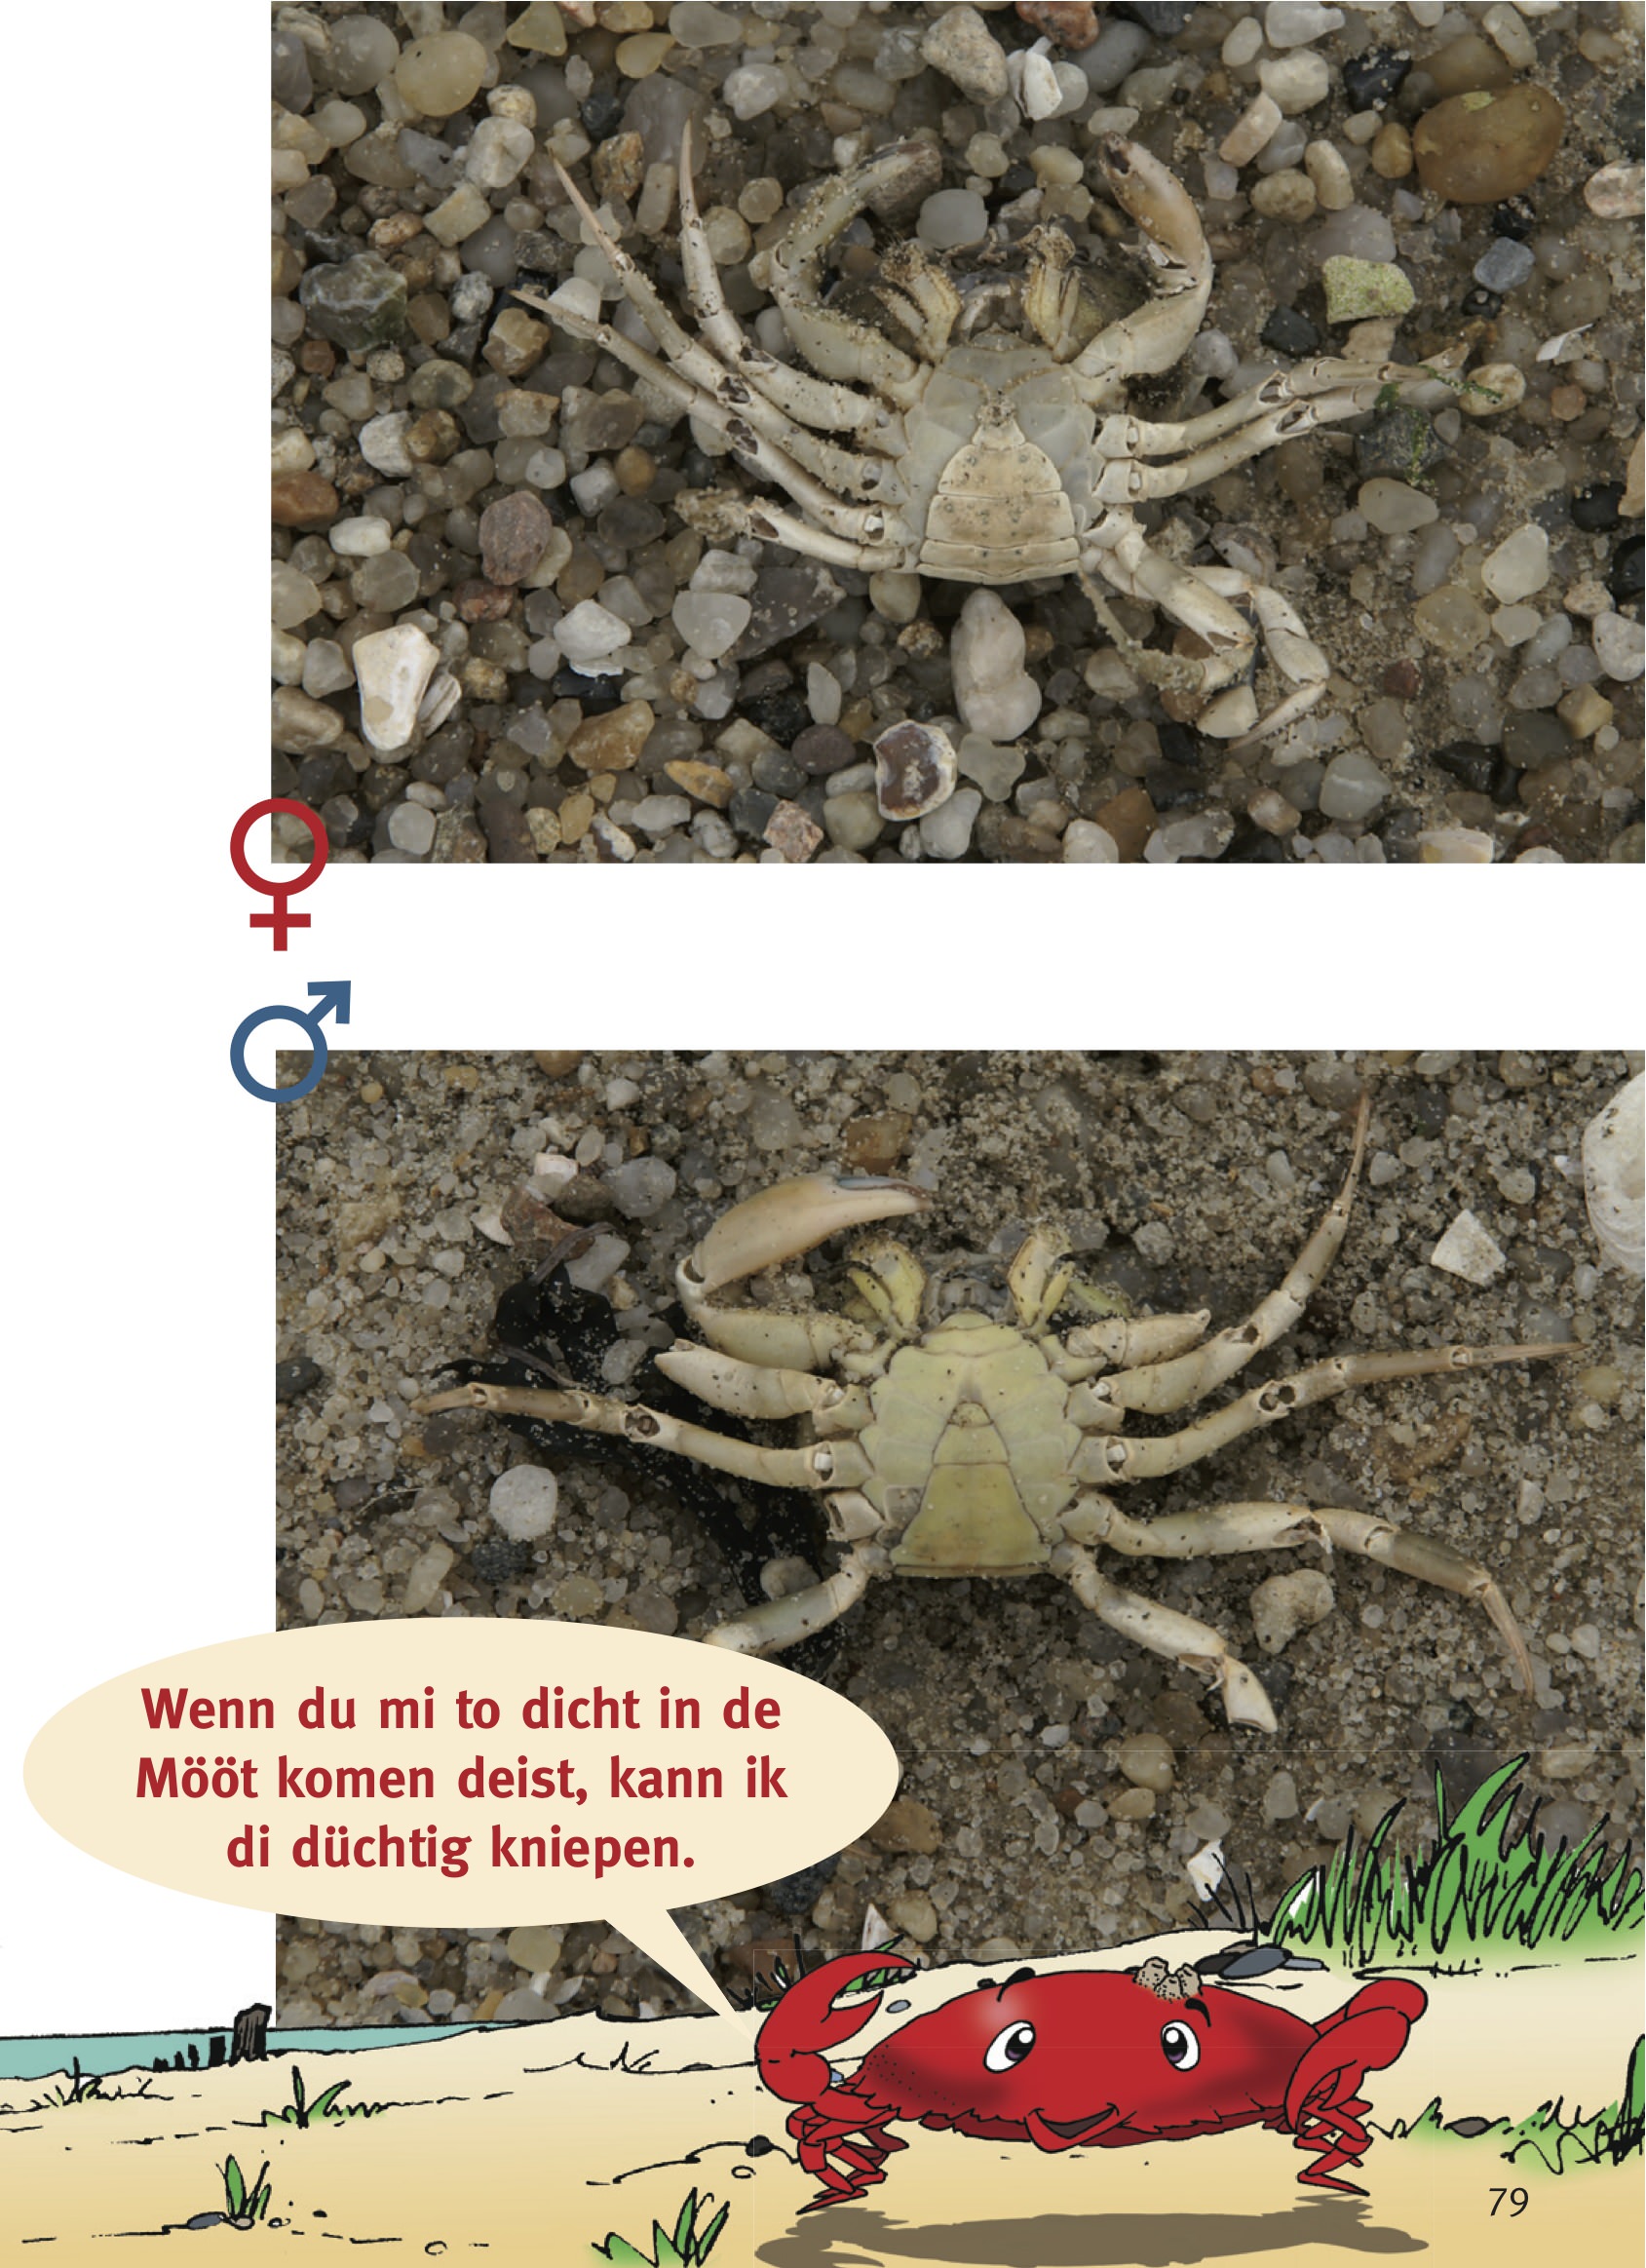 Wenn du mi to dicht in de
Mööt komen deist, kann ik
di düchtig kniepen.
79